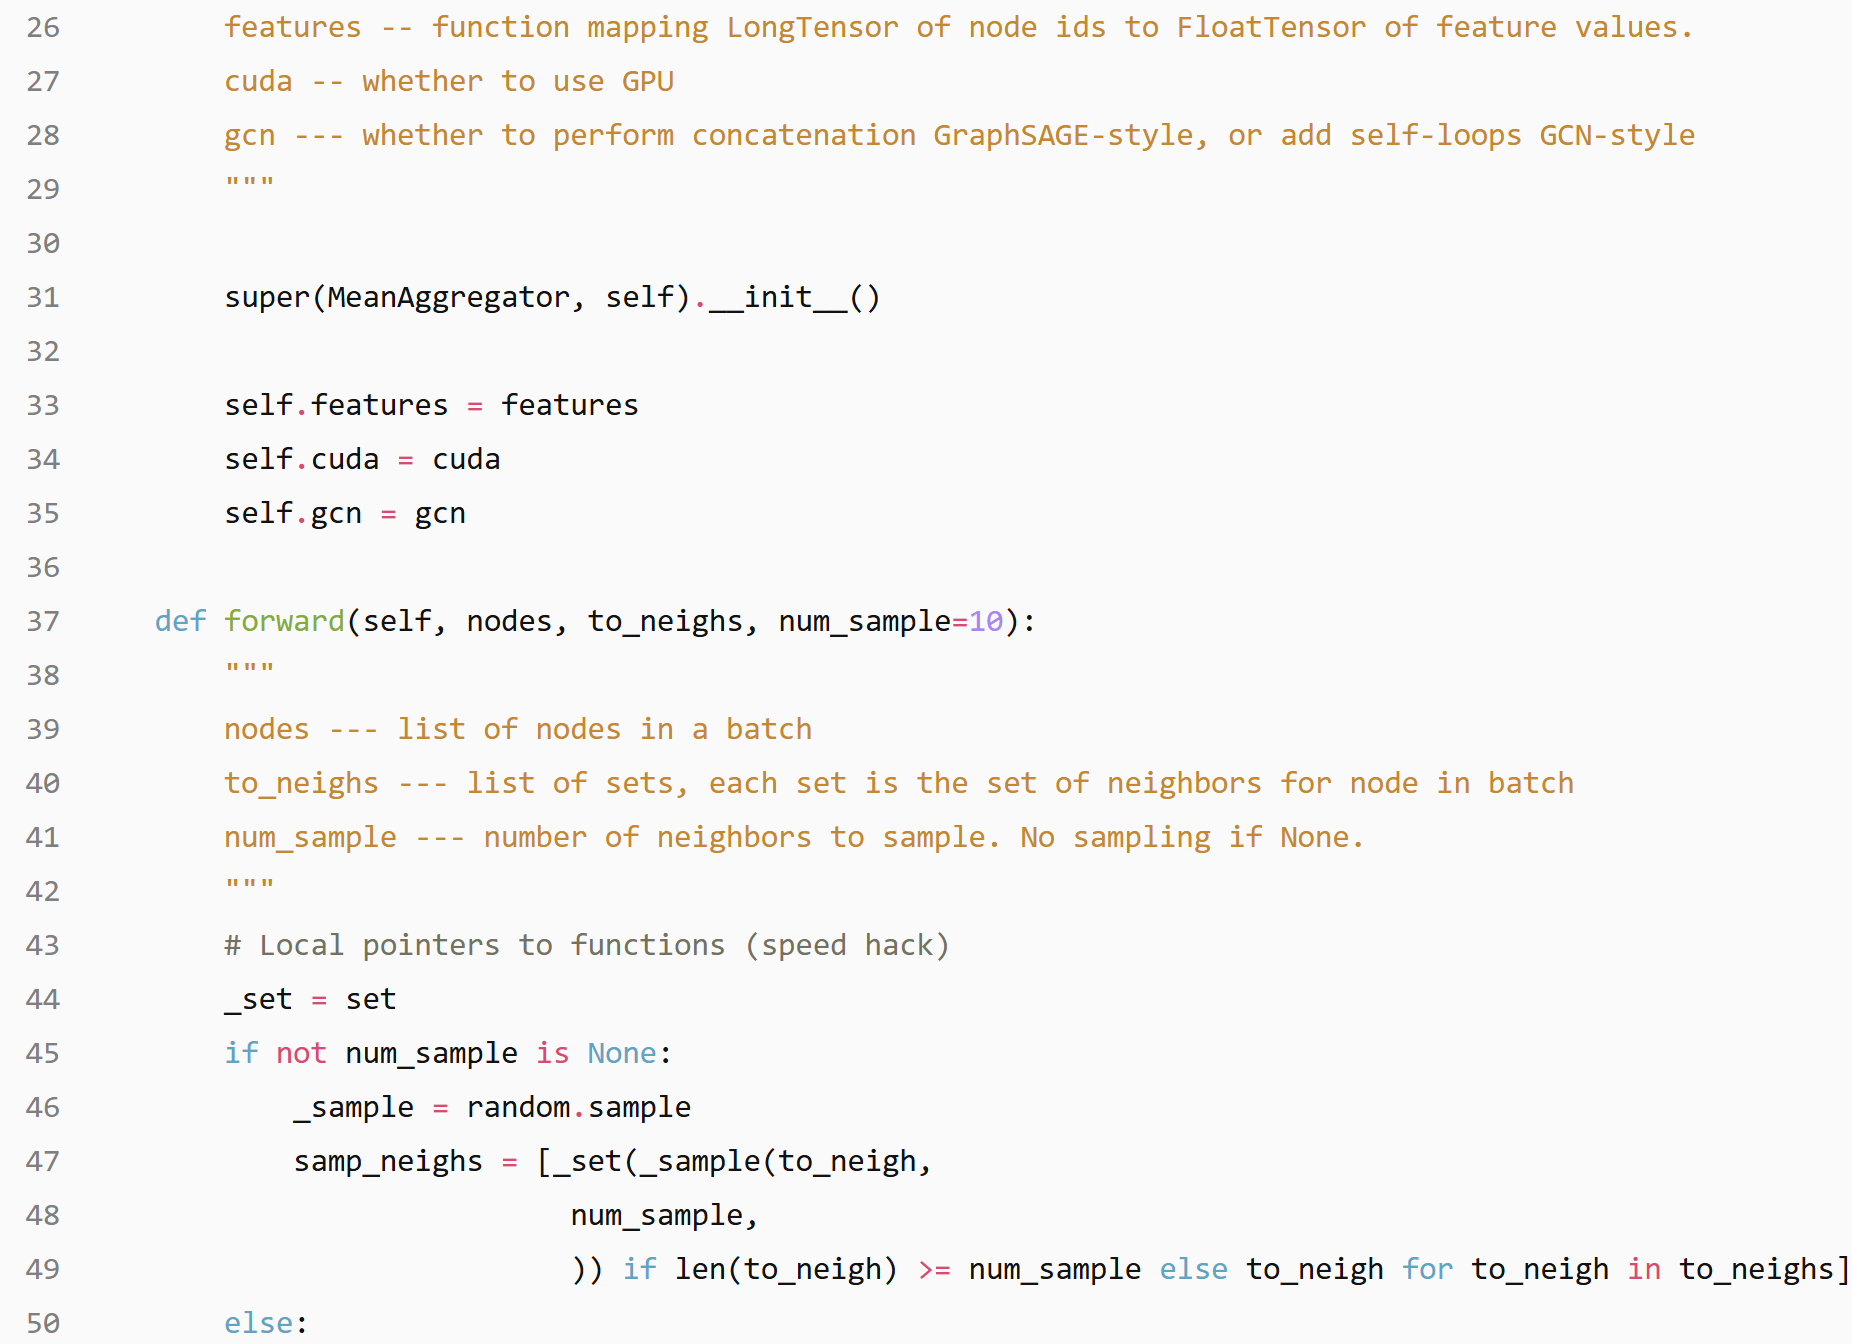 26 features -- function mapping LongTensor of node ids to FloatTensor of feature values.
27 cuda -- whether to use GPU
28 gcn --- whether to perform concatenation GraphSAGE-style, or add self-loops GCN-style
29 """
30
31 super(MeanAggregator, self).__init__()
32
33 self.features = features
34 self.cuda = cuda
35 self.gcn = gcn
36
37 def forward(self, nodes, to_neighs, num_sample=10):
38 """
39 nodes --- list of nodes in a batch
40 to_neighs --- list of sets, each set is the set of neighbors for node in batch
41 num_sample --- number of neighbors to sample. No sampling if None.
42 """
43 # Local pointers to functions (speed hack)
44 _set = set
45 if not num_sample is None:
46 _sample = random.sample
47 samp_neighs = [_set(_sample(to_neigh,
48 num_sample,
49 )) if len(to_neigh) >= num_sample else to_neigh for to_neigh in to_neighs]
50 else: